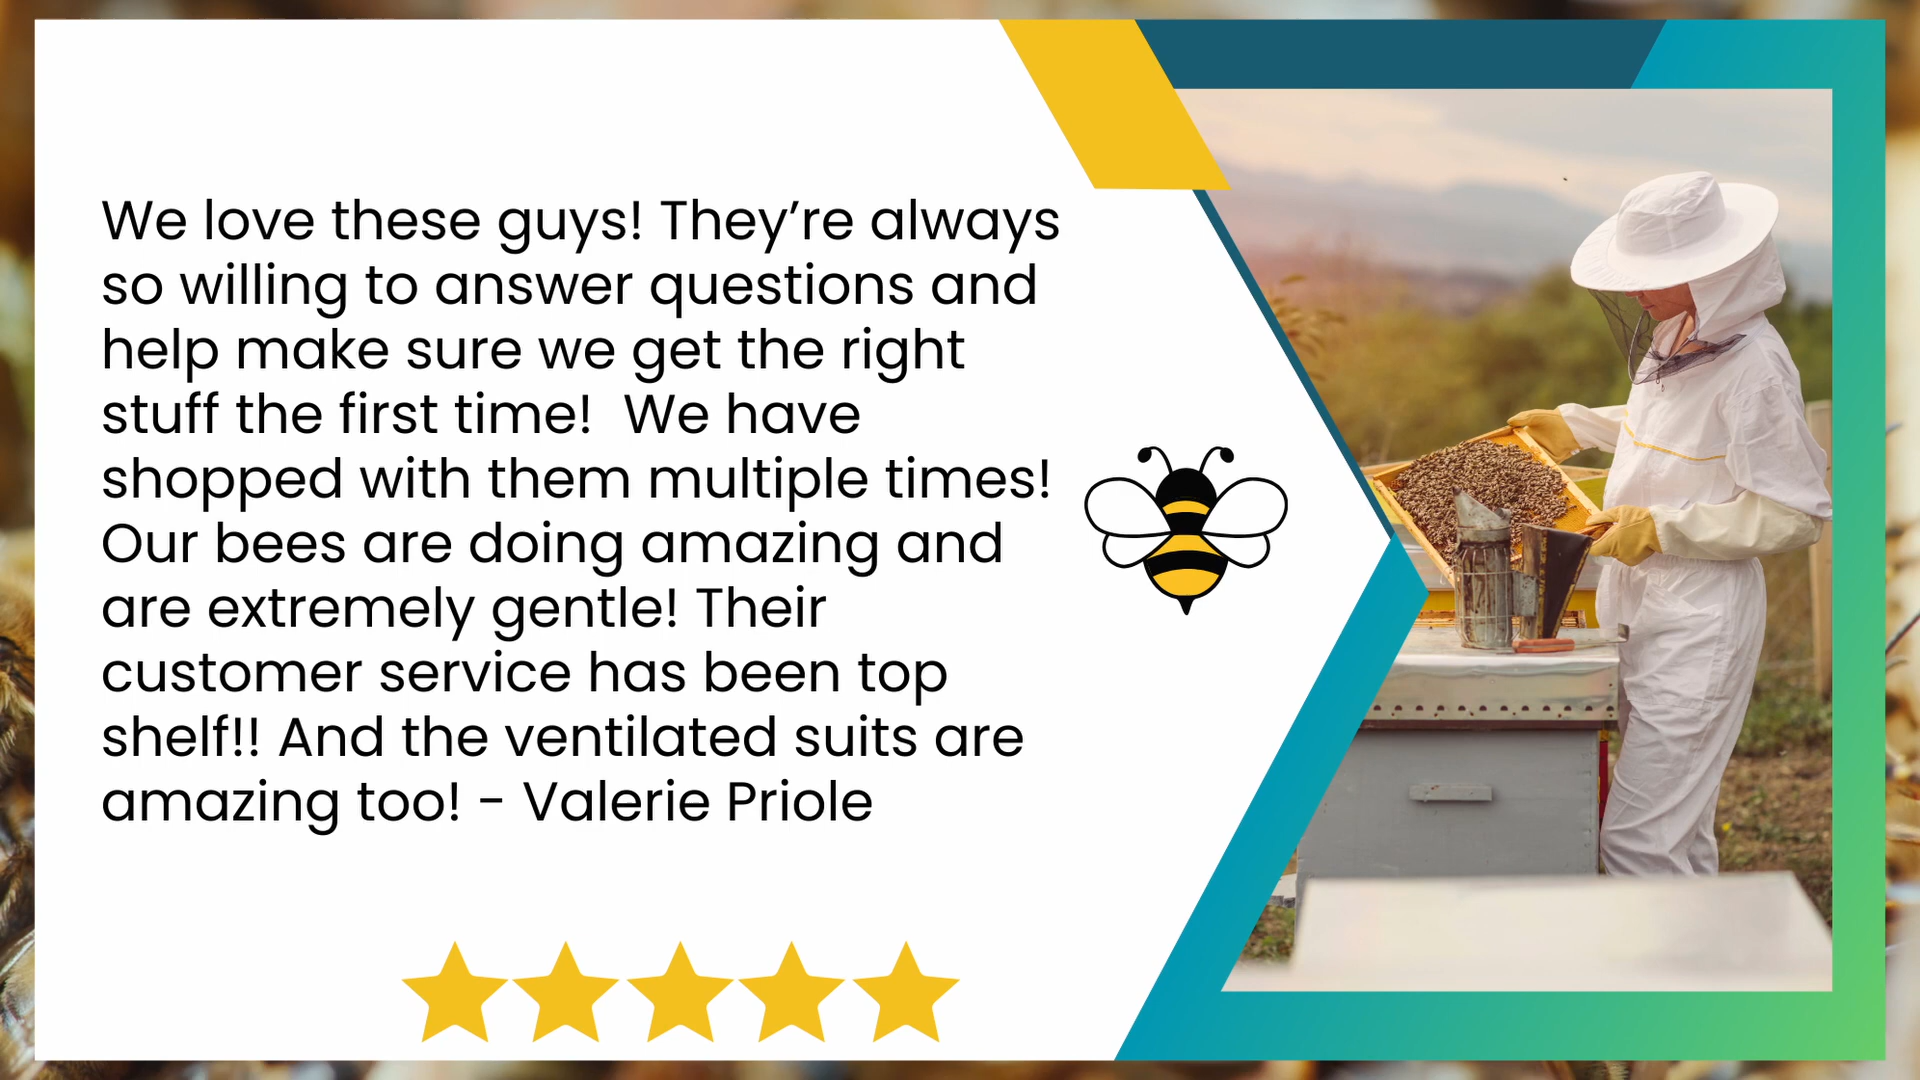 We love these guys! They’re always
so willing to answer questions and
help make sure we get the right
stuff the first time!  We have
shopped with them multiple times!
Our bees are doing amazing and
are extremely gentle! Their
customer service has been top
shelf!! And the ventilated suits are
amazing too! - Valerie Priole